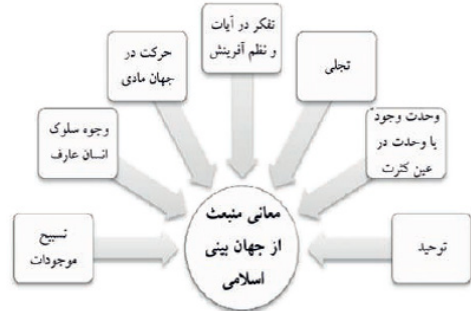 تفکر در آیات
و نظم آفرینش
تجلی
وحدت وجود
یا وحدت در
عین کثرت
توحید
حرکت در
جهان مادی
وجوه سلوک
انسان عارف
تسبیح
موجودات
معانی منبعث
از جهان بینی
اسلامی